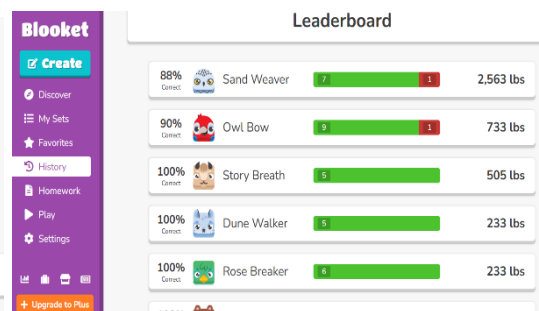 Blooket
Create
Discover
My Sets
Favorites
History
Homework
Play
Settings
+ Upgrade to Plus
Leaderboard
88% Sand Weaver 7 1 2,563 lbs
Correct
90% Owl Bow 9 1 733 lbs
Correct
100% Story Breath 5 505 lbs
Correct
100% Dune Walker 5 233 lbs
Correct
100% Rose Breaker 6 233 lbs
Correct